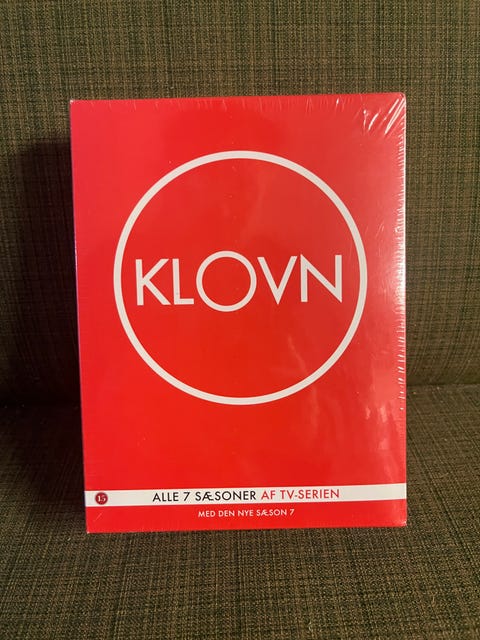 KLOVN
15 ALLE 7 SÆSONER AF TV-SERIEN
MED DEN NYE SÆSON 7